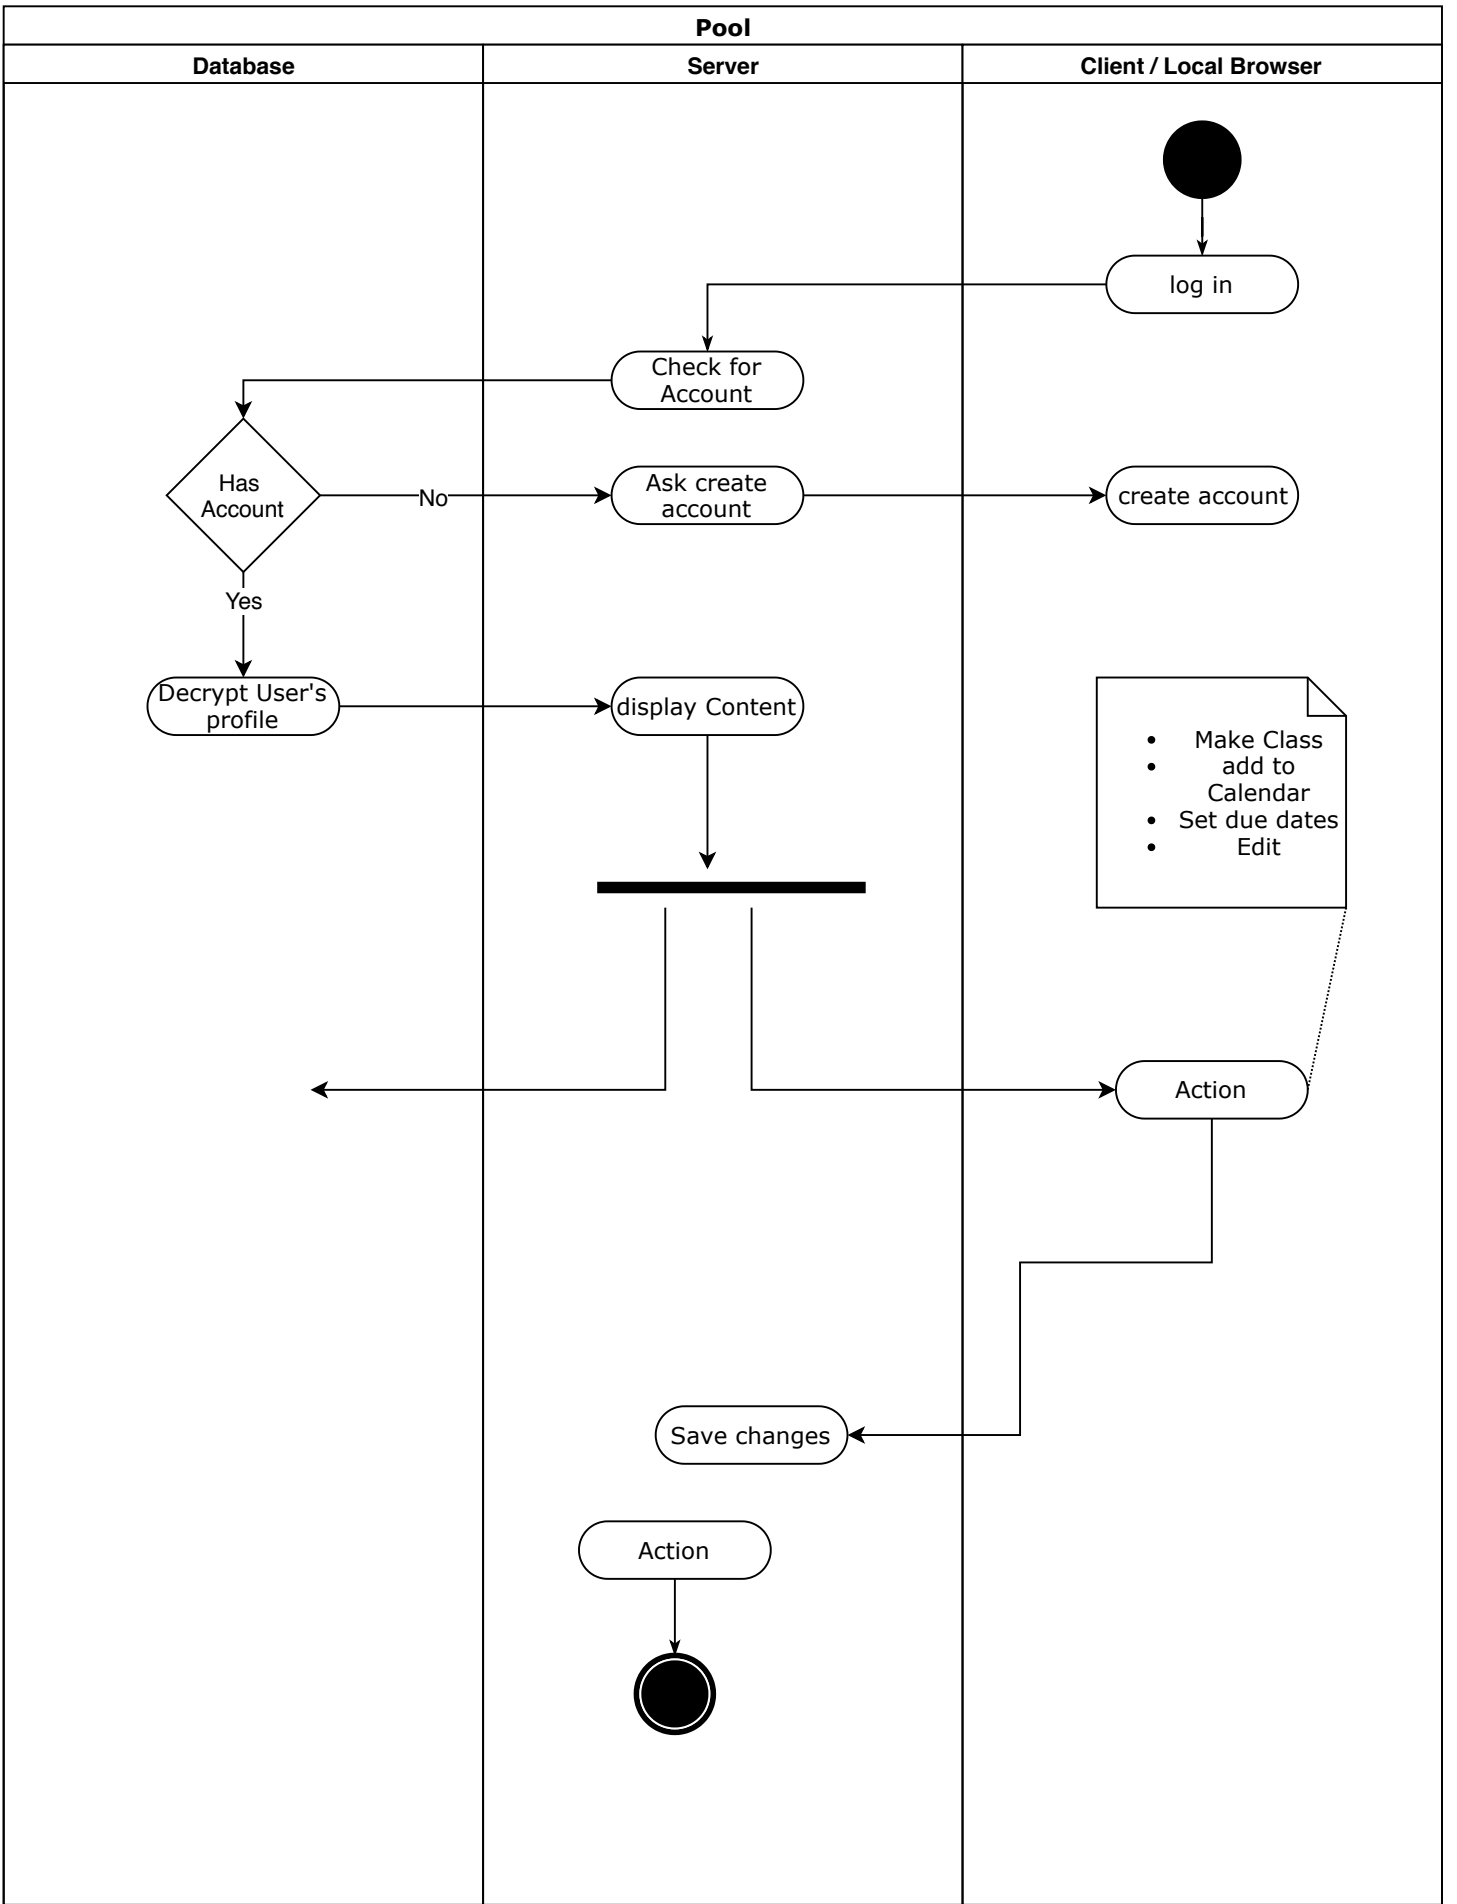 Pool
Database
Server
Client / Local Browser
log in
Check for
Account
Has
Account
No
Ask create
account
create account
Yes
Decrypt User's
profile
display Content
• Make Class
• add to
Calendar
• Set due dates
• Edit
Action
Save changes
Action